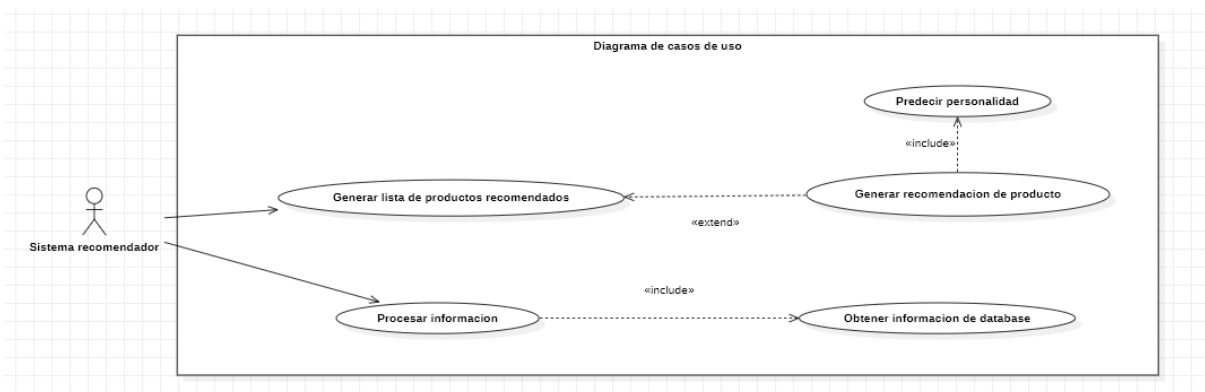 Diagrama de casos de uso
Predecir personalidad
«include»
Generar lista de productos recomendados
Generar recomendacion de producto
«extend»
Sistema recomendador
«include»
Procesar informacion
Obtener informacion de database